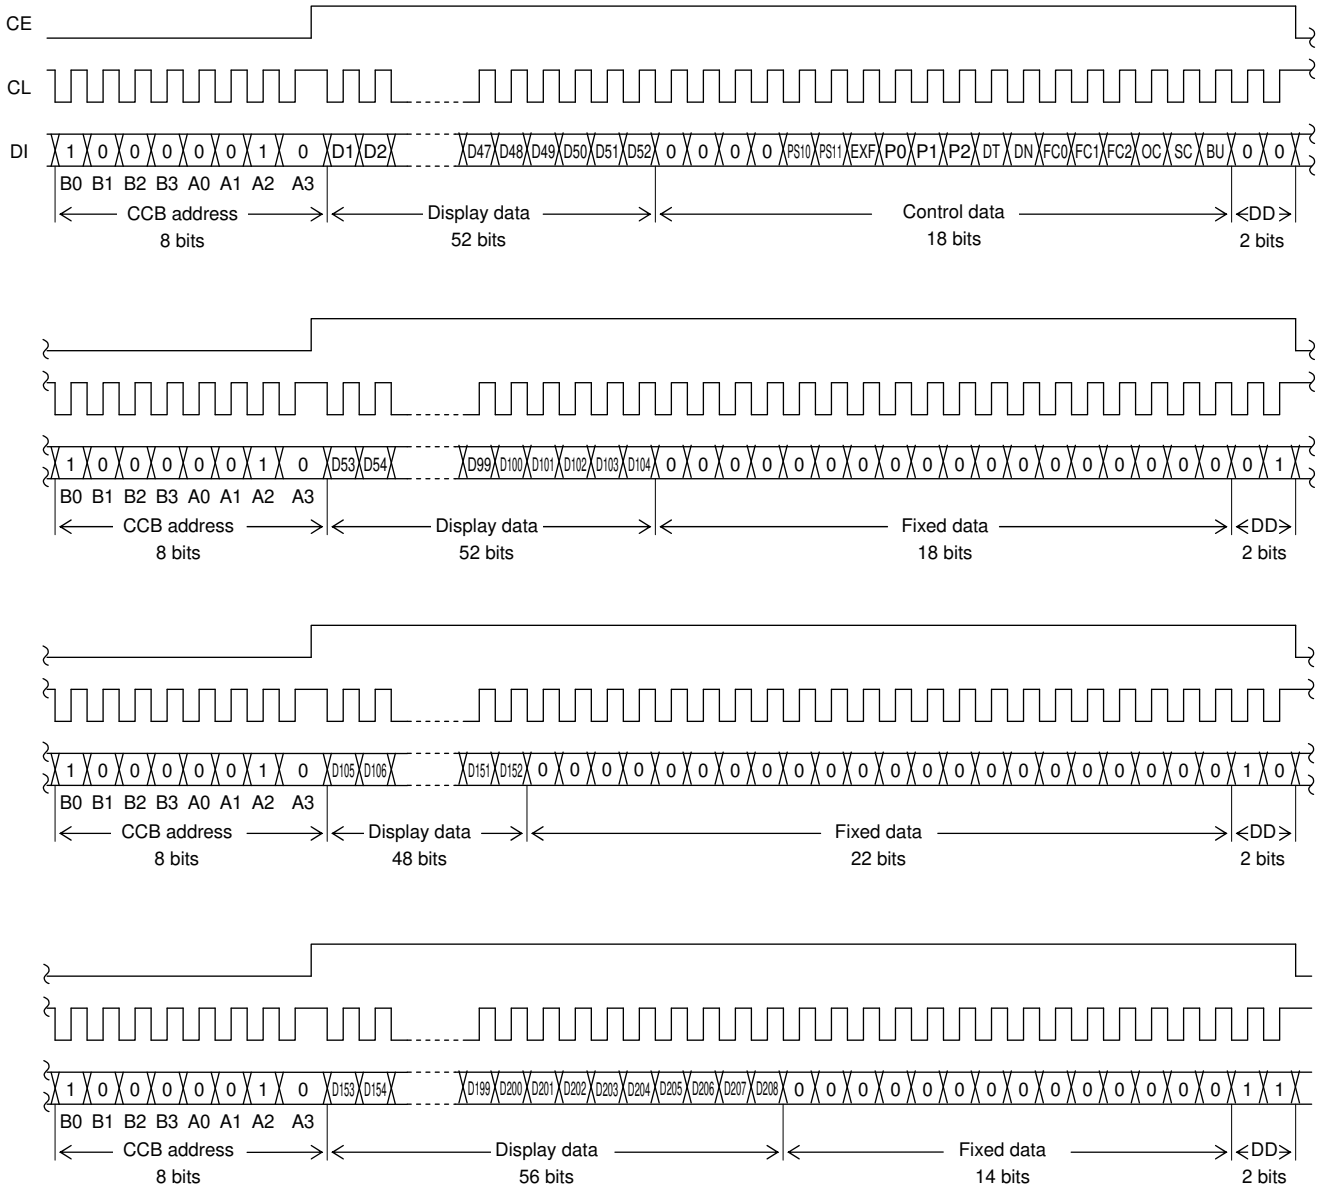 CE
CL
DI 1 0 0 0 0 0 1 0 D1 D2 D47 D48 D49 D50 D51 D52 0 0 0 0 PS10 PS11 EXF P0 P1 P2 DT DN FC0 FC1 FC2 OC SC BU 0 0
B0 B1 B2 B3 A0 A1 A2 A3
CCB address Display data Control data DD
8 bits 52 bits 18 bits 2 bits
1 0 0 0 0 0 1 0 D53 D54 D99 D100 D101 D102 D103 D104 0 0 0 0 0 0 0 0 0 0 0 0 0 0 0 0 0 0 0 1
B0 B1 B2 B3 A0 A1 A2 A3
CCB address Display data Fixed data DD
8 bits 52 bits 18 bits 2 bits
1 0 0 0 0 0 1 0 D105 D106 D151 D152 0 0 0 0 0 0 0 0 0 0 0 0 0 0 0 0 0 0 0 0 0 0 1 0
B0 B1 B2 B3 A0 A1 A2 A3
CCB address Display data Fixed data DD
8 bits 48 bits 22 bits 2 bits
1 0 0 0 0 0 1 0 D153 D154 D199 D200 D201 D202 D203 D204 D205 D206 D207 D208 0 0 0 0 0 0 0 0 0 0 0 0 0 0 1 1
B0 B1 B2 B3 A0 A1 A2 A3
CCB address Display data Fixed data DD
8 bits 56 bits 14 bits 2 bits